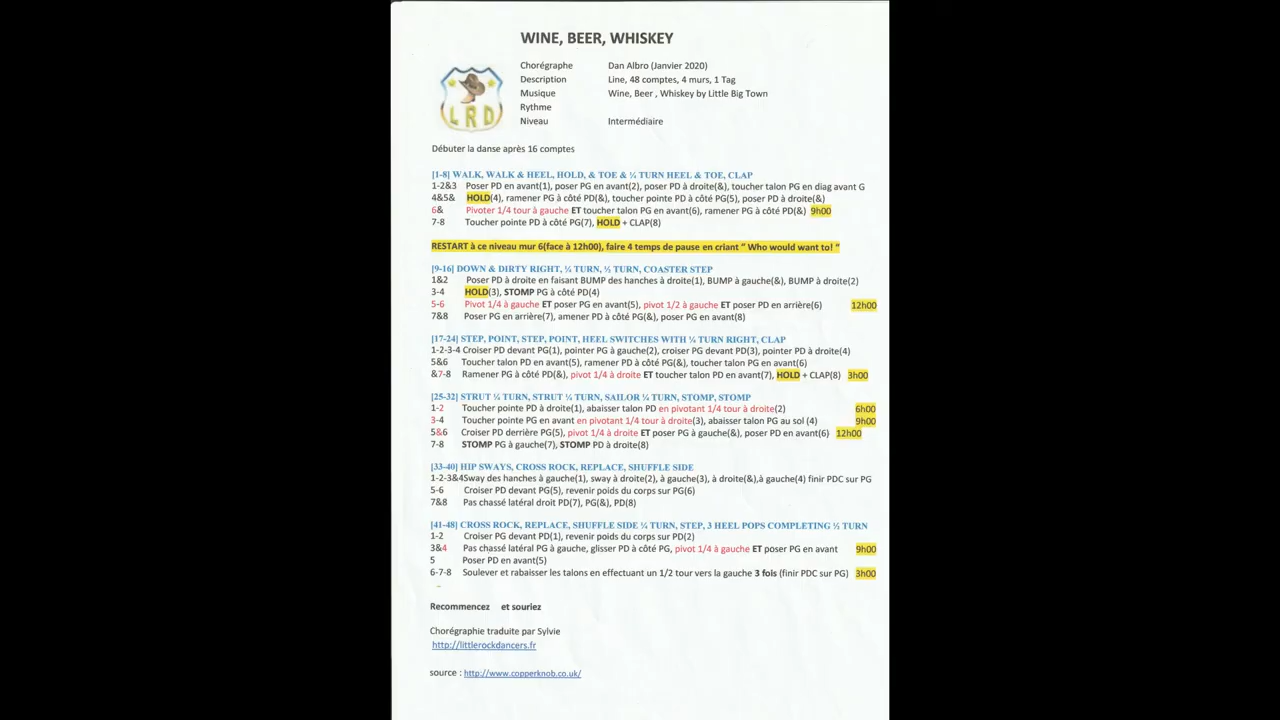 WINE, BEER, WHISKEY
Chorégraphe Dan Albro (Janvier 2020)
Description Line, 48 comptes, 4 murs, 1 Tag
Musique Wine, Beer , Whiskey by Little Big Town
Rythme
Niveau Intermédiaire
LRD
Débuter la danse après 16 comptes
[1-8] WALK, WALK & HEEL, HOLD, & TOE & ¼ TURN HEEL & TOE, CLAP
1-2&3 Poser PD en avant(1), poser PG en avant(2), poser PD à droite(&), toucher talon PG en diag avant G
4&5& HOLD(4), ramener PG à côté PD(&), toucher pointe PD à côté PG(5), poser PD à droite(&)
6& Pivoter 1/4 tour à gauche ET toucher talon PG en avant(6), ramener PG à côté PD(&) 9h00
7-8 Toucher pointe PD à côté PG(7), HOLD + CLAP(8)
RESTART à ce niveau mur 6(face à 12h00), faire 4 temps de pause en criant " Who would want to! "
[9-16] DOWN & DIRTY RIGHT, ¼ TURN, ½ TURN, COASTER STEP
1&2 Poser PD à droite en faisant BUMP des hanches à droite(1), BUMP à gauche(&), BUMP à droite(2)
3-4 HOLD(3), STOMP PG à côté PD(4)
5-6 Pivot 1/4 à gauche ET poser PG en avant(5), pivot 1/2 à gauche ET poser PD en arrière(6) 12h00
7&8 Poser PG en arrière(7), amener PD à côté PG(&), poser PG en avant(8)
[17-24] STEP, POINT, STEP, POINT, HEEL SWITCHES WITH ¼ TURN RIGHT, CLAP
1-2-3-4 Croiser PD devant PG(1), pointer PG à gauche(2), croiser PG devant PD(3), pointer PD à droite(4)
5&6 Toucher talon PD en avant(5), ramener PD à côté PG(&), toucher talon PG en avant(6)
&7-8 Ramener PG à côté PD(&), pivot 1/4 à droite ET toucher talon PD en avant(7), HOLD + CLAP(8) 3h00
[25-32] STRUT ¼ TURN, STRUT ¼ TURN, SAILOR ¼ TURN, STOMP, STOMP
1-2 Toucher pointe PD à droite(1), abaisser talon PD en pivotant 1/4 tour à droite(2) 6h00
3-4 Toucher pointe PG en avant en pivotant 1/4 tour à droite(3), abaisser talon PG au sol (4) 9h00
5&6 Croiser PD derrière PG(5), pivot 1/4 à droite ET poser PG à gauche(&), poser PD en avant(6) 12h00
7-8 STOMP PG à gauche(7), STOMP PD à droite(8)
[33-40] HIP SWAYS, CROSS ROCK, REPLACE, SHUFFLE SIDE
1-2-3&4Sway des hanches à gauche(1), sway à droite(2), à gauche(3), à droite(&),à gauche(4) finir PDC sur PG
5-6 Croiser PD devant PG(5), revenir poids du corps sur PG(6)
7&8 Pas chassé latéral droit PD(7), PG(&), PD(8)
[41-48] CROSS ROCK, REPLACE, SHUFFLE SIDE ¼ TURN, STEP, 3 HEEL POPS COMPLETING ½ TURN
1-2 Croiser PG devant PD(1), revenir poids du corps sur PD(2)
3&4 Pas chassé latéral PG à gauche, glisser PD à côté PG, pivot 1/4 à gauche ET poser PG en avant 9h00
5 Poser PD en avant(5)
6-7-8 Soulever et rabaisser les talons en effectuant un 1/2 tour vers la gauche 3 fois (finir PDC sur PG) 3h00
Recommencez et souriez
Chorégraphie traduite par Sylvie
http://littlerockdancers.fr
source : http://www.copperknob.co.uk/